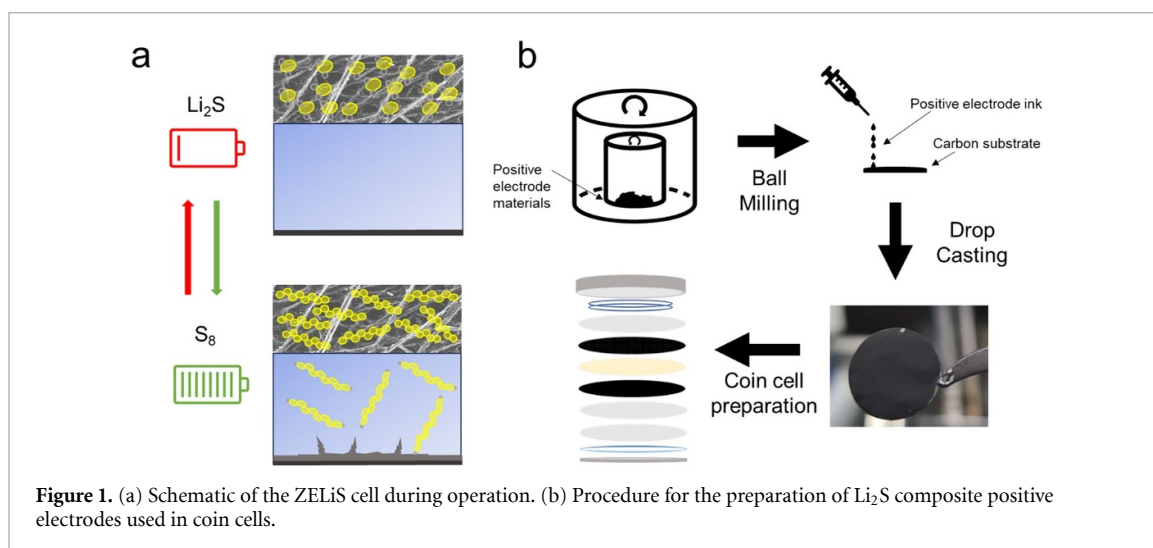 a
Li₂S
S₈
b
Positive
electrode
materials
Ball
Milling
Positive electrode ink
Carbon substrate
Drop
Casting
Coin cell
preparation
Figure 1. (a) Schematic of the ZELiS cell during operation. (b) Procedure for the preparation of Li₂S composite positive
electrodes used in coin cells.